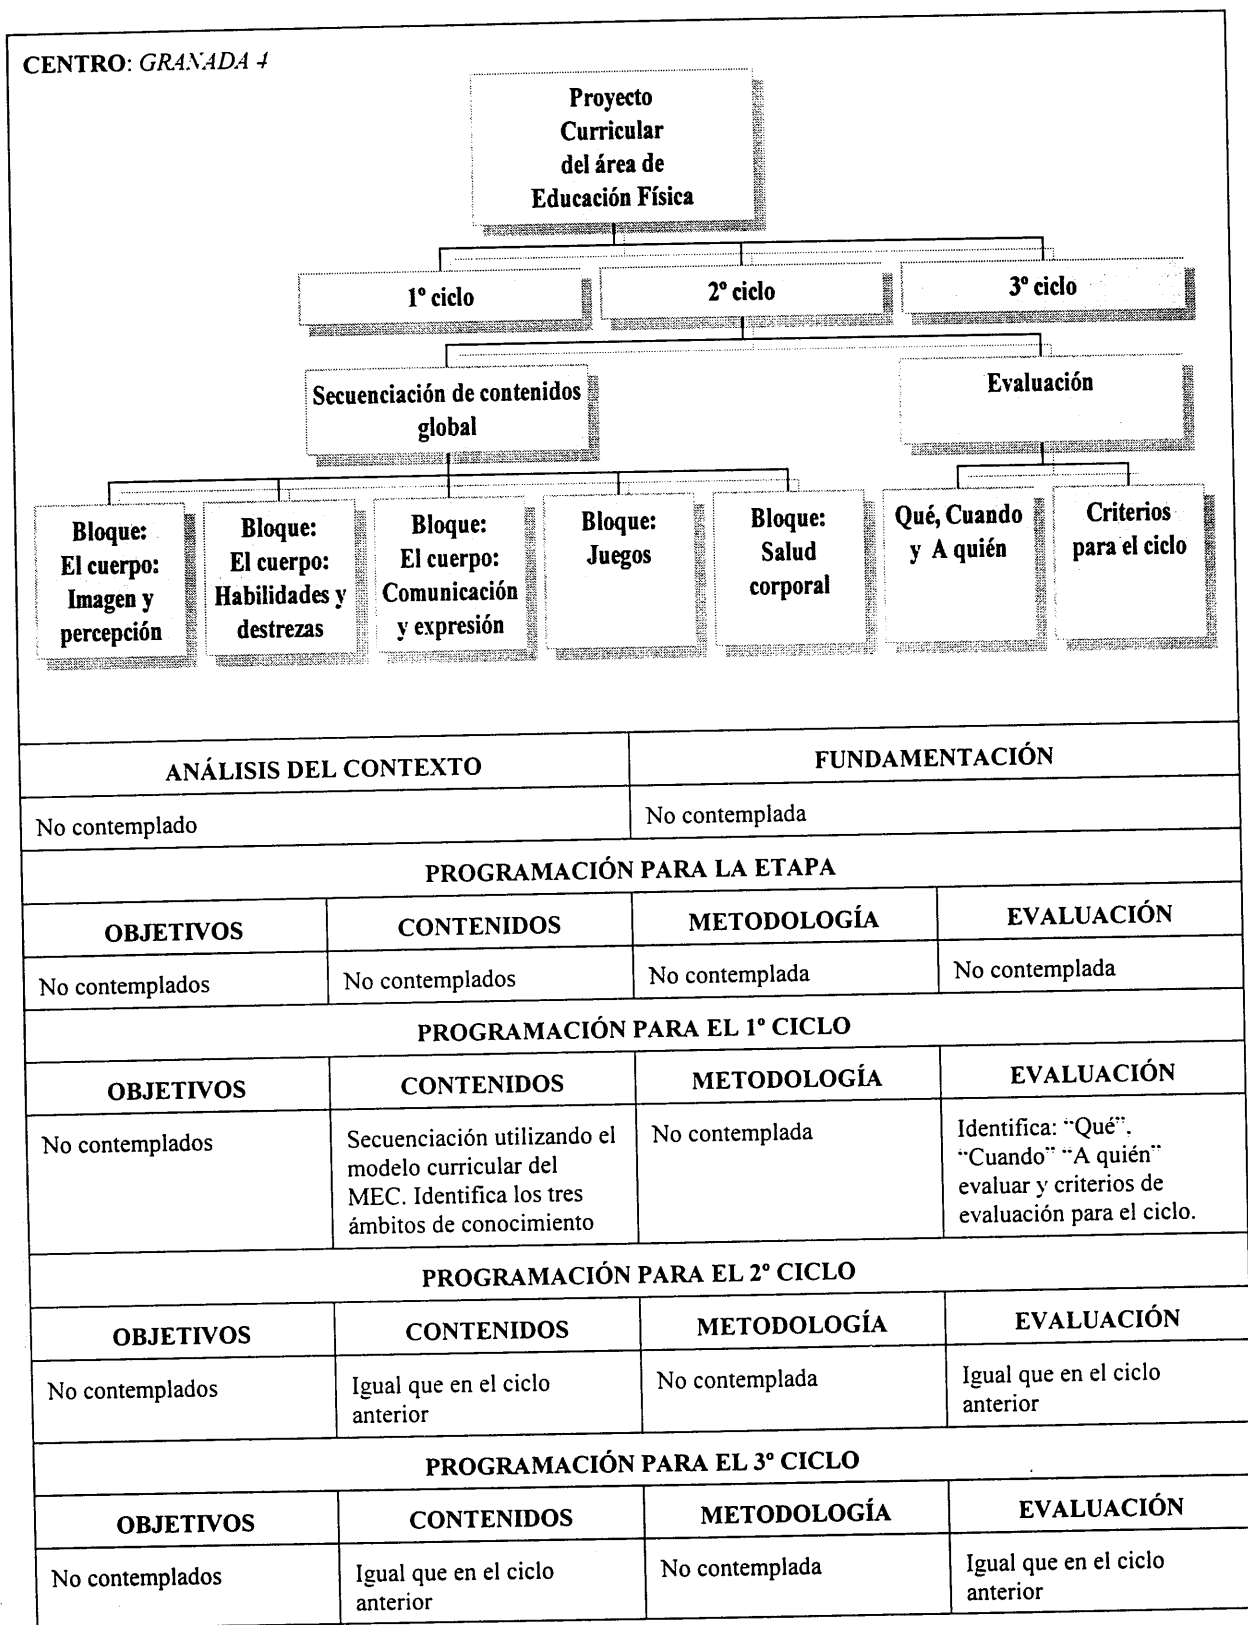 CENTRO: GRANADA 4
Proyecto
Curricular
del área de
Educación Física
1º ciclo
2º ciclo
3º ciclo
Secuenciación de contenidos
global
Evaluación
Bloque:
El cuerpo:
Imagen y
percepción
Bloque:
El cuerpo:
Habilidades y
destrezas
Bloque:
El cuerpo:
Comunicación
y expresión
Bloque:
Juegos
Bloque:
Salud
corporal
Qué, Cuando
y A quién
Criterios
para el ciclo
ANÁLISIS DEL CONTEXTO
FUNDAMENTACIÓN
No contemplado
No contemplada
PROGRAMACIÓN PARA LA ETAPA
OBJETIVOS
CONTENIDOS
METODOLOGÍA
EVALUACIÓN
No contemplados
No contemplados
No contemplada
No contemplada
PROGRAMACIÓN PARA EL 1º CICLO
OBJETIVOS
CONTENIDOS
METODOLOGÍA
EVALUACIÓN
No contemplados
Secuenciación utilizando el
modelo curricular del
MEC. Identifica los tres
ámbitos de conocimiento
No contemplada
Identifica: “Qué”.
“Cuando” “A quién”
evaluar y criterios de
evaluación para el ciclo.
PROGRAMACIÓN PARA EL 2º CICLO
OBJETIVOS
CONTENIDOS
METODOLOGÍA
EVALUACIÓN
No contemplados
Igual que en el ciclo
anterior
No contemplada
Igual que en el ciclo
anterior
PROGRAMACIÓN PARA EL 3º CICLO
OBJETIVOS
CONTENIDOS
METODOLOGÍA
EVALUACIÓN
No contemplados
Igual que en el ciclo
anterior
No contemplada
Igual que en el ciclo
anterior